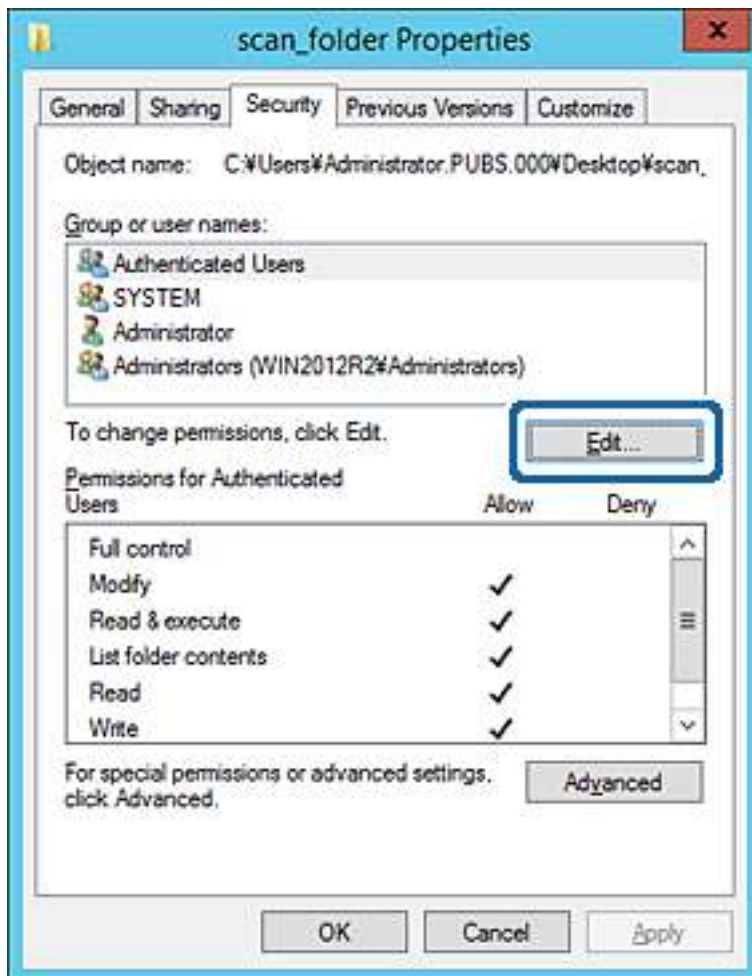 scan_folder Properties
x
General Sharing Security Previous Versions Customize
Object name: C:¥Users¥Administrator.PUBS.000¥Desktop¥scan_
Group or user names:
Authenticated Users
SYSTEM
Administrator
Administrators (WIN2012R2¥Administrators)
To change permissions, click Edit.
Edit...
Permissions for Authenticated
Users Allow Deny
Full control
Modify
Read & execute
List folder contents
Read
Write
For special permissions or advanced settings,
click Advanced.
Advanced
OK Cancel Apply